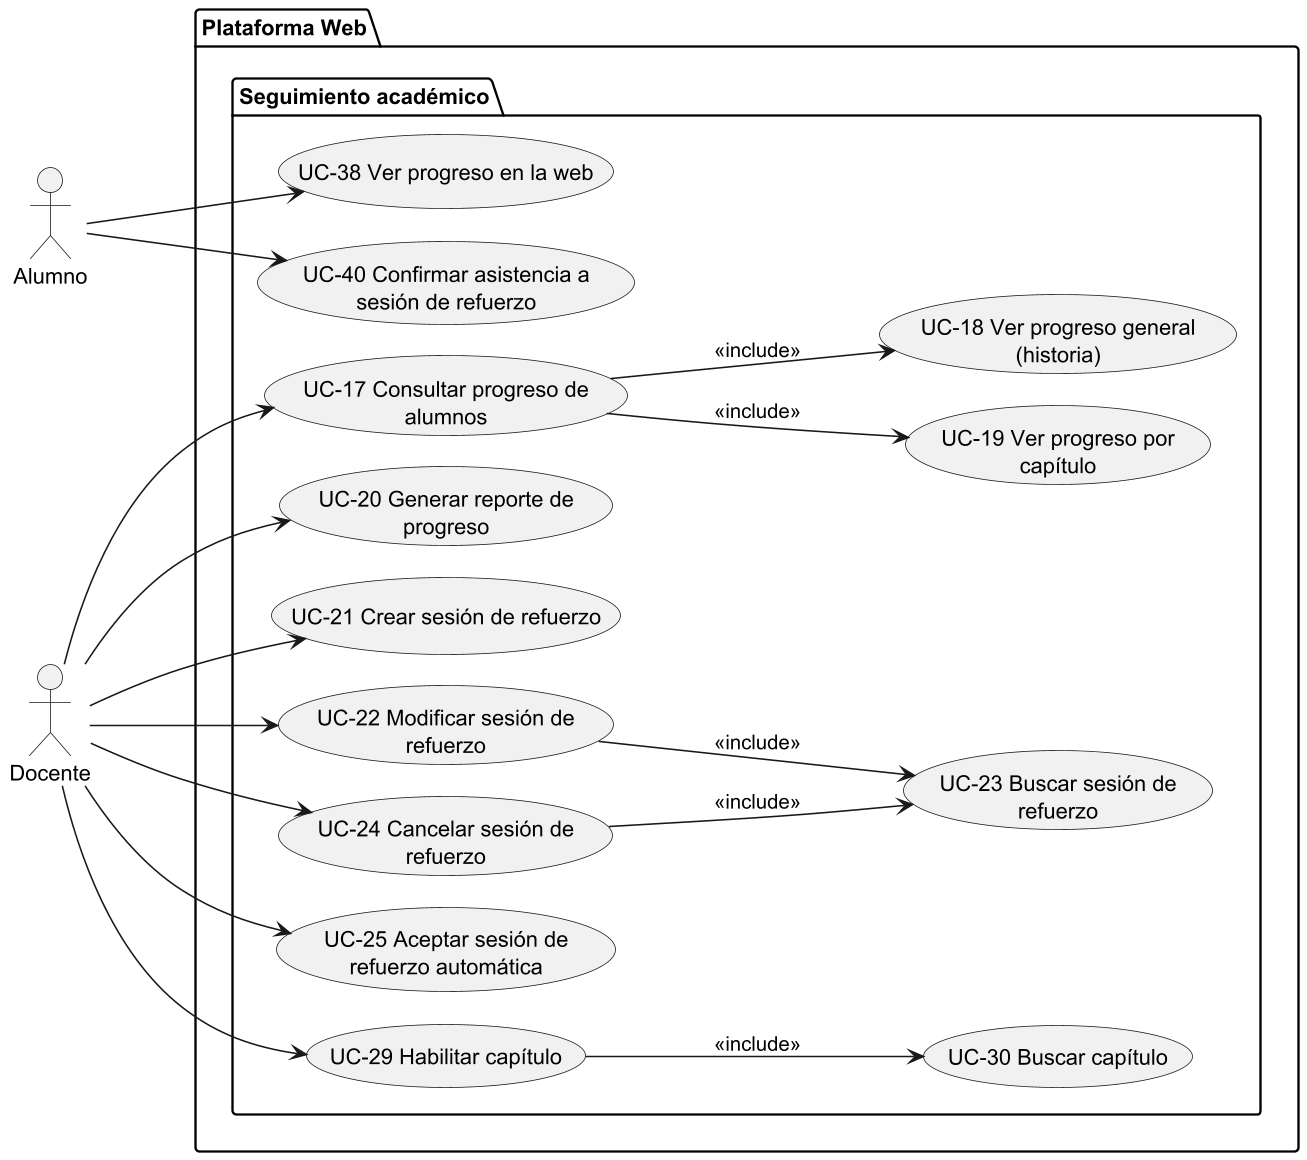 Plataforma Web
Seguimiento académico
UC-38 Ver progreso en la web
Alumno
UC-40 Confirmar asistencia a
sesión de refuerzo
UC-17 Consultar progreso de
alumnos
«include»
UC-18 Ver progreso general
(historia)
«include»
UC-19 Ver progreso por
capítulo
UC-20 Generar reporte de
progreso
UC-21 Crear sesión de refuerzo
Docente
UC-22 Modificar sesión de
refuerzo
«include»
UC-23 Buscar sesión de
refuerzo
«include»
UC-24 Cancelar sesión de
refuerzo
UC-25 Aceptar sesión de
refuerzo automática
UC-29 Habilitar capítulo
«include»
UC-30 Buscar capítulo